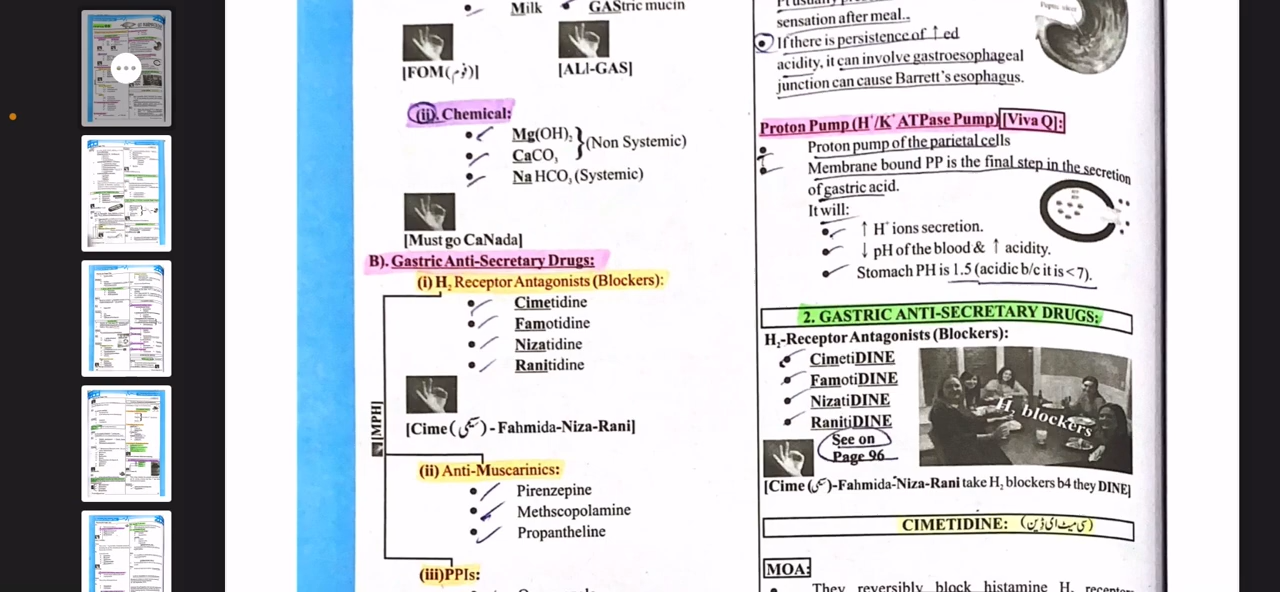 Milk
GAStric mucin
[FOM(فوم)]
[ALI-GAS]
(ii). Chemical:
Mg(OH)₂
CaCO₃
(Non Systemic)
Na HCO₃ (Systemic)
[Must go CaNada]
B). Gastric Anti-Secretary Drugs:
(i) H₂ Receptor Antagonists (Blockers):
Cimetidine
Famotidine
Nizatidine
Ranitidine
[MPH]
[Cime ( ) - Fahmida-Niza-Rani]
(ii) Anti-Muscarinics:
Pirenzepine
Methscopolamine
Propantheline
(iii)PPIs:
sensation after meal..
If there is persistence of ↑ ed
acidity, it can involve gastroesophageal
junction can cause Barrett's esophagus.
Proton Pump (H⁺/K⁺ ATPase Pump) [Viva Q]:
Proton pump of the parietal cells
Membrane bound PP is the final step in the secretion
of gastric acid.
It will:
↑ H⁺ ions secretion.
↓ pH of the blood & ↑ acidity.
Stomach PH is 1.5 (acidic b/c it is < 7).
2. GASTRIC ANTI-SECRETARY DRUGS:
H₂-Receptor Antagonists (Blockers):
CimetiDINE
FamotiDINE
NizatiDINE
RanitiDINE
See on
Page 96
H₂ blockers
[Cime ( )-Fahmida-Niza-Rani take H₂ blockers b4 they DINE]
CIMETIDINE: (سی میٹ ای ڈین)
MOA:
They reversibly block histamine H₂